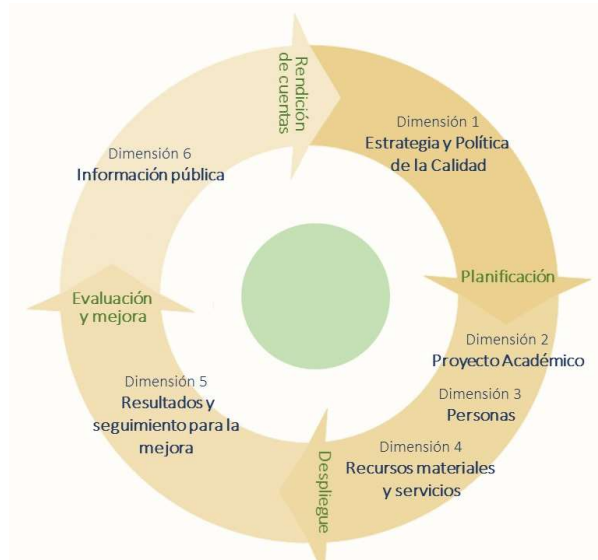 Rendición
de cuentas
Dimensión 1
Estrategia y Política
de la Calidad
Planificación
Dimensión 2
Proyecto Académico
Dimensión 3
Personas
Dimensión 4
Recursos materiales
y servicios
Despliegue
Dimensión 5
Resultados y
seguimiento para la
mejora
Evaluación
y mejora
Dimensión 6
Información pública